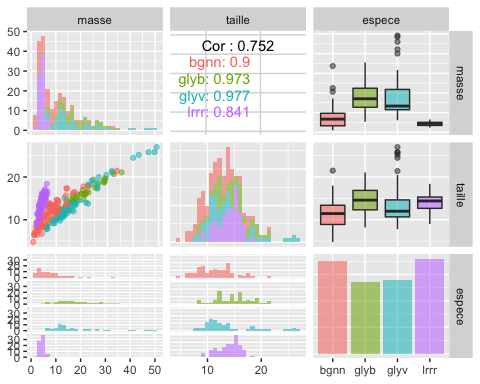 masse taille espece
50
40
30
20
10
0
Cor : 0.752
bgnn: 0.9
glyb: 0.973
glyv: 0.977
lrrr: 0.841
masse
20
10
taille
30
20
10
0
30
20
10
0
30
20
10
0
30
20
10
0
espece
0 10 20 30 40 50 10 20 bgnn glyb glyv lrrr